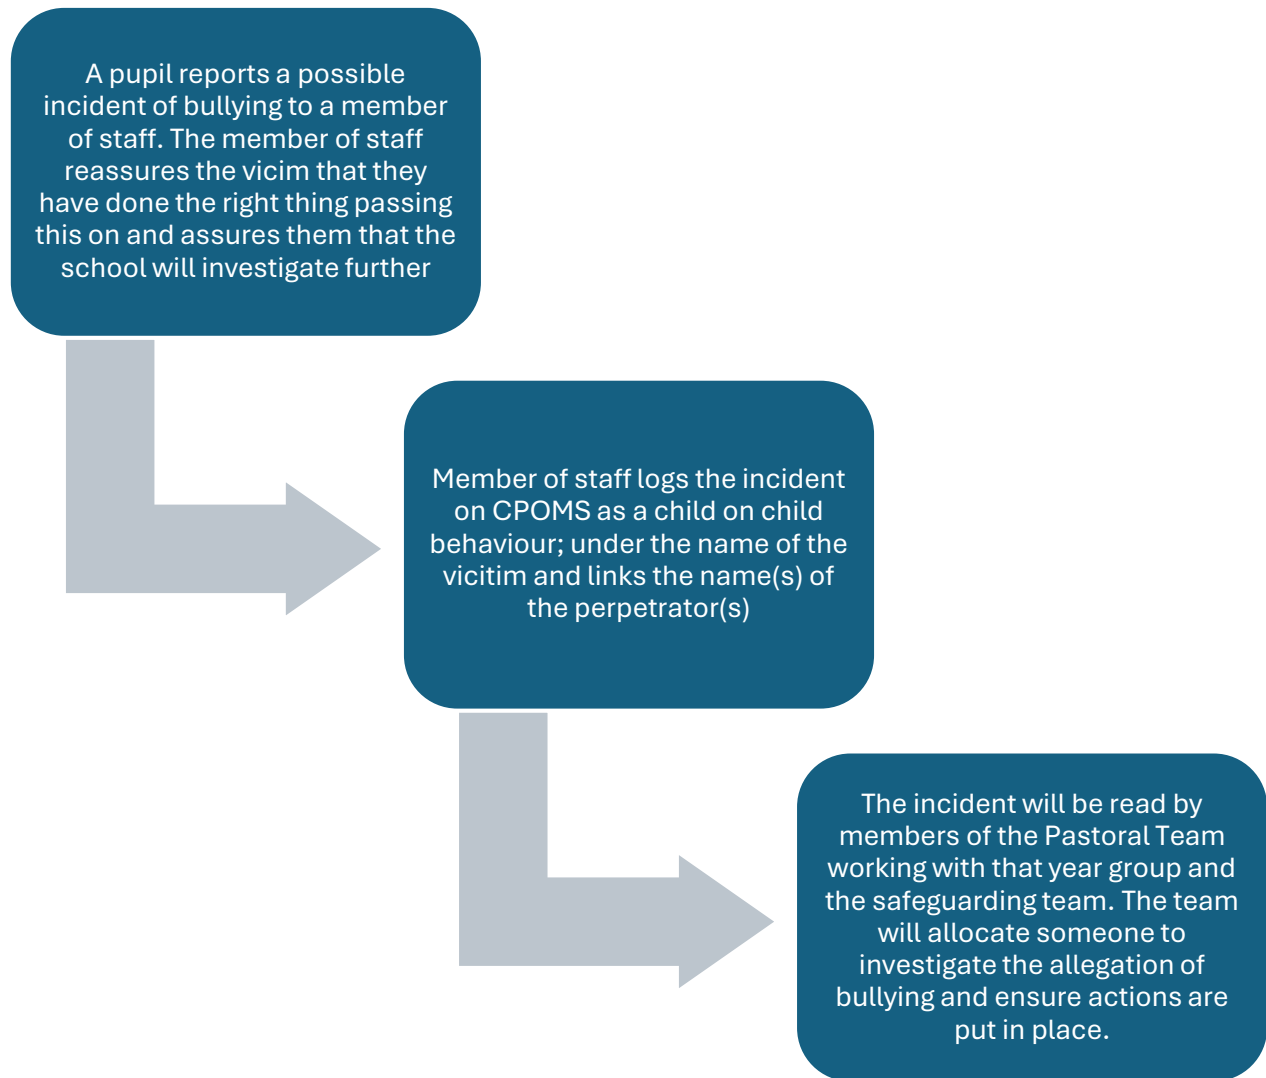 A pupil reports a possible
incident of bullying to a member
of staff. The member of staff
reassures the vicim that they
have done the right thing passing
this on and assures them that the
school will investigate further
Member of staff logs the incident
on CPOMS as a child on child
behaviour; under the name of the
vicitim and links the name(s) of
the perpetrator(s)
The incident will be read by
members of the Pastoral Team
working with that year group and
the safeguarding team. The team
will allocate someone to
investigate the allegation of
bullying and ensure actions are
put in place.